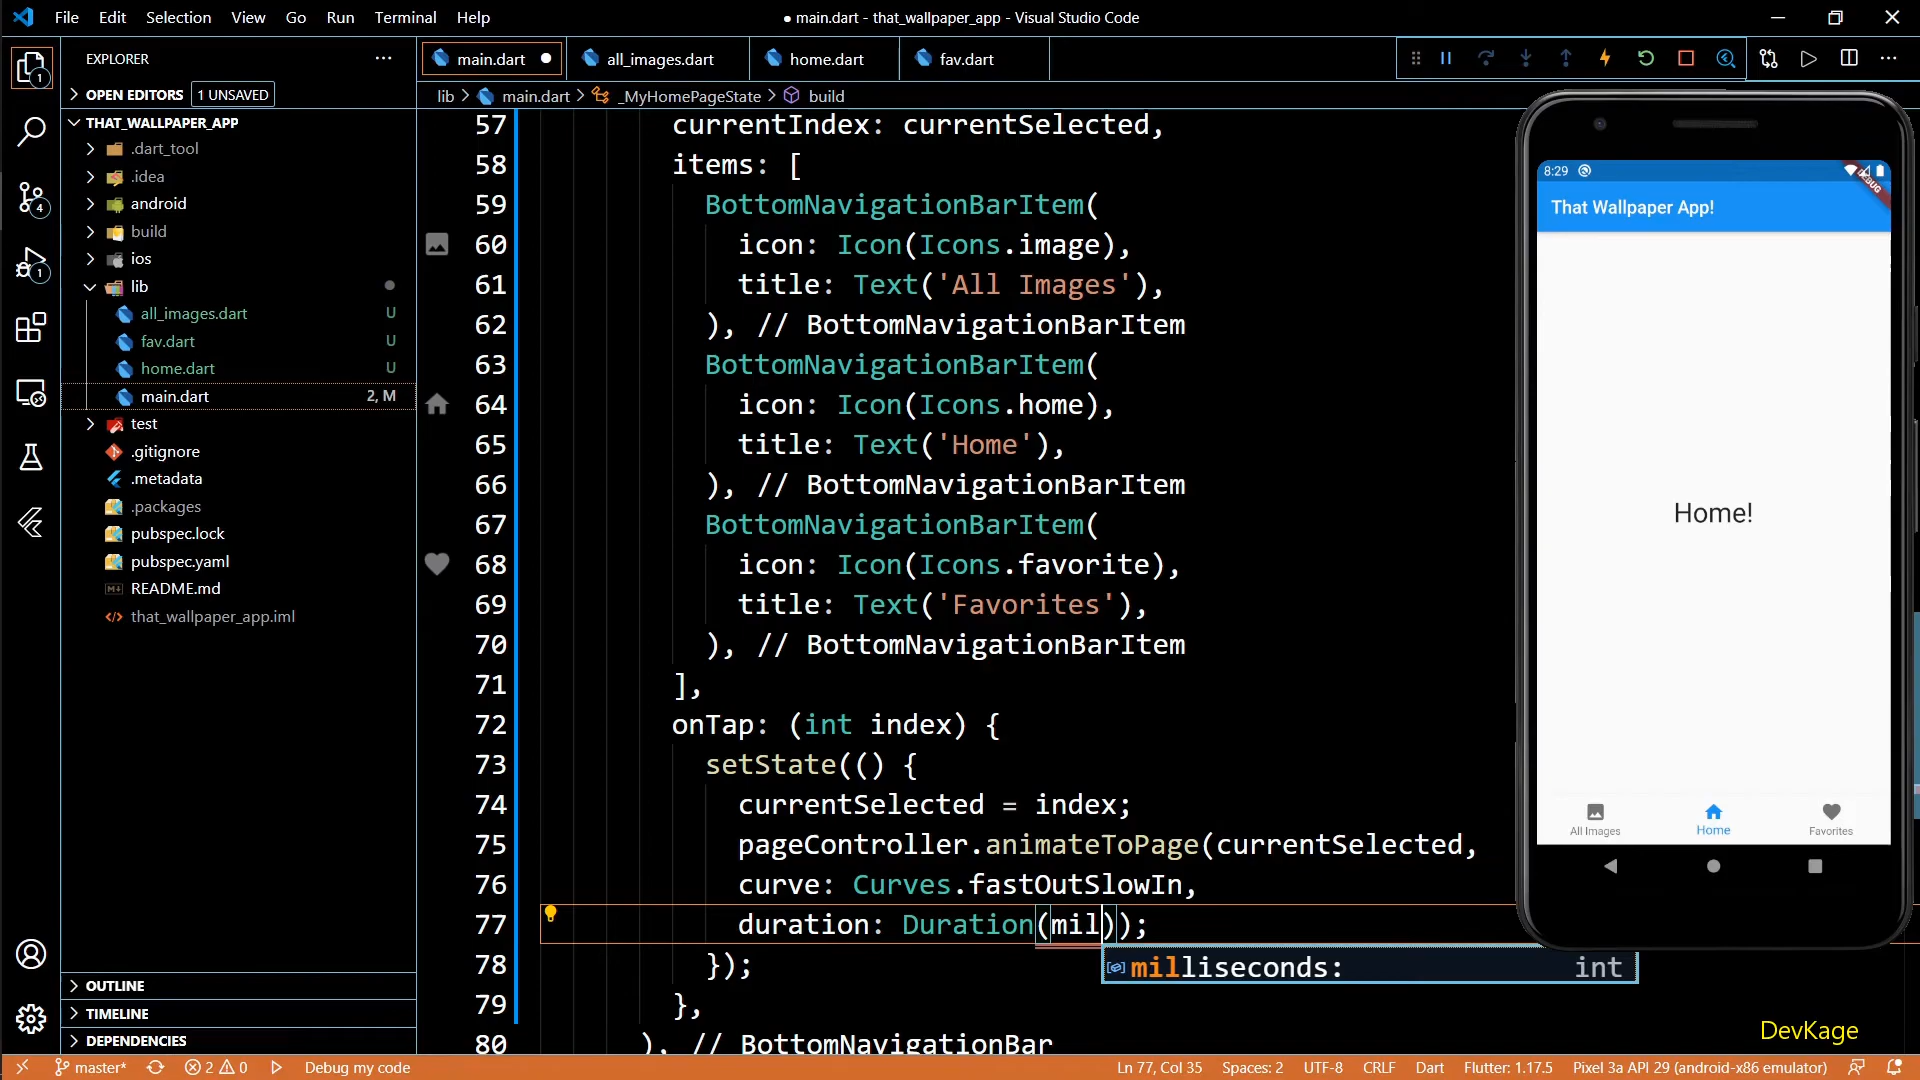 File Edit Selection View Go Run Terminal Help
● main.dart - that_wallpaper_app - Visual Studio Code
EXPLORER
main.dart
all_images.dart
home.dart
fav.dart
OPEN EDITORS 1 UNSAVED
lib > main.dart > _MyHomePageState > build
THAT_WALLPAPER_APP
.dart_tool
.idea
android
build
ios
lib
all_images.dart U
fav.dart U
home.dart U
main.dart 2, M
test
.gitignore
.metadata
.packages
pubspec.lock
pubspec.yaml
README.md
that_wallpaper_app.iml
OUTLINE
TIMELINE
DEPENDENCIES
1
4
1
57 currentIndex: currentSelected,
58 items: [
59 BottomNavigationBarItem(
60 icon: Icon(Icons.image),
61 title: Text('All Images'),
62 ), // BottomNavigationBarItem
63 BottomNavigationBarItem(
64 icon: Icon(Icons.home),
65 title: Text('Home'),
66 ), // BottomNavigationBarItem
67 BottomNavigationBarItem(
68 icon: Icon(Icons.favorite),
69 title: Text('Favorites'),
70 ), // BottomNavigationBarItem
71 ],
72 onTap: (int index) {
73 setState(() {
74 currentSelected = index;
75 pageController.animateToPage(currentSelected,
76 curve: Curves.fastOutSlowIn,
77 duration: Duration(mil));
milliseconds: int
78 });
79 },
80 ), // BottomNavigationBar
8:29
DEBUG
That Wallpaper App!
Home!
All Images
Home
Favorites
DevKage
master* 2 0 Debug my code
Ln 77, Col 35 Spaces: 2 UTF-8 CRLF Dart Flutter: 1.17.5 Pixel 3a API 29 (android-x86 emulator)